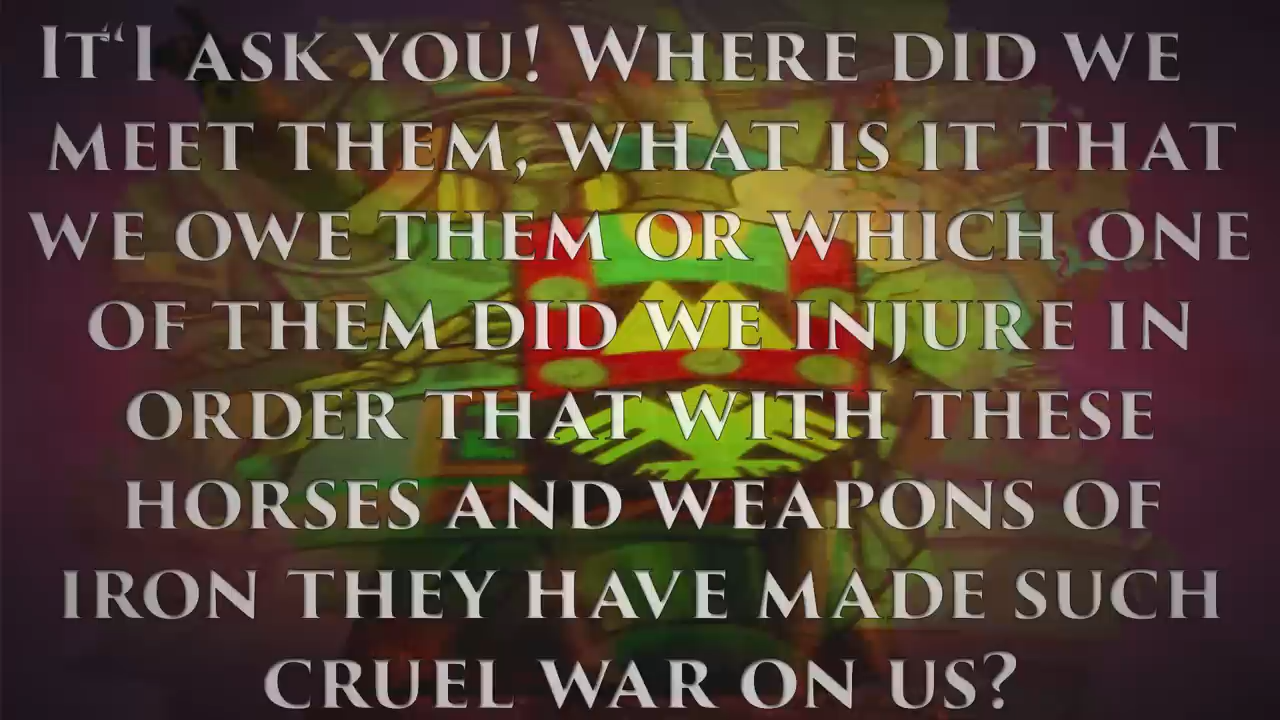 It“I ask you! Where did we
meet them, what is it that
we owe them or which one
of them did we injure in
order that with these
horses and weapons of
iron they have made such
cruel war on us?